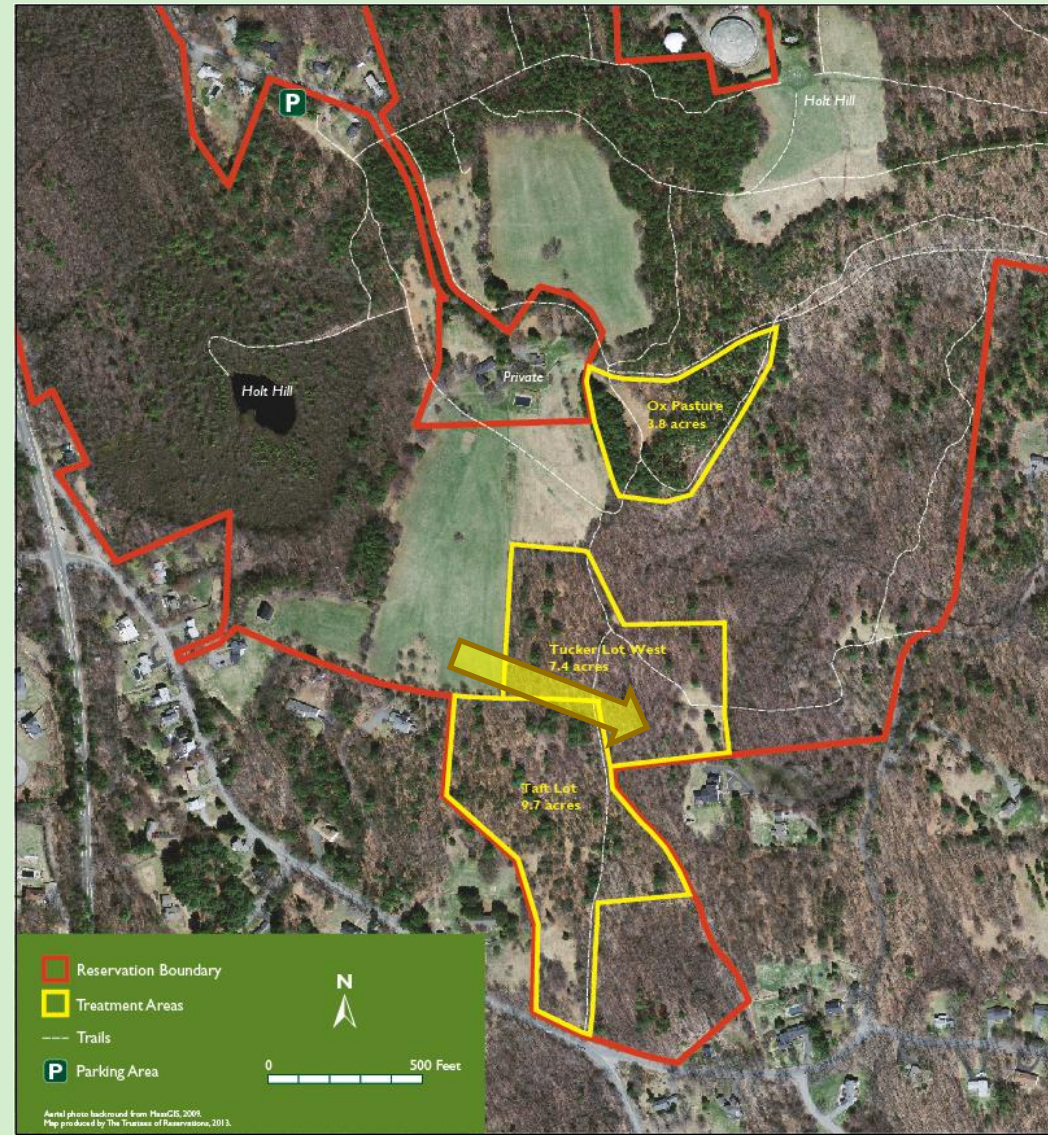 P
Holt Hill
Private
Holt Hill
Ox Pasture
3.8 acres
Tucker Lot West
7.4 acres
Taft Lot
9.7 acres
Reservation Boundary
Treatment Areas
Trails
P Parking Area
N
0 500 Feet
Aerial photo backround from MassGIS, 2009.
Map produced by The Trustees of Reservations, 2013.